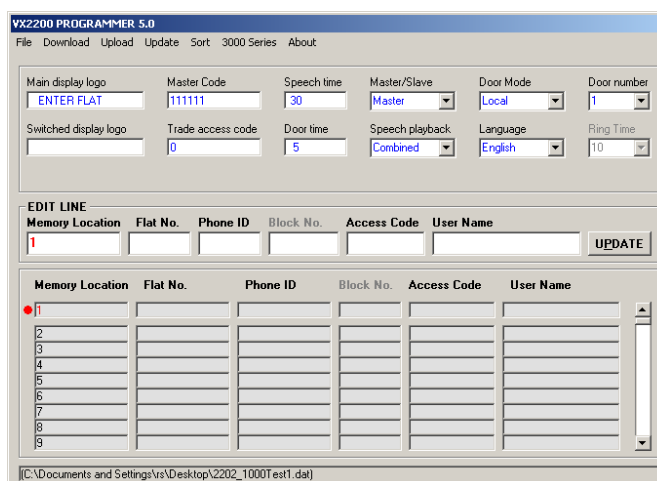 VX2200 PROGRAMMER 5.0
File Download Upload Update Sort 3000 Series About
Main display logo Master Code Speech time Master/Slave Door Mode Door number
ENTER FLAT 111111 30 Master Local 1
Switched display logo Trade access code Door time Speech playback Language Ring Time
0 5 Combined English 10
EDIT LINE
Memory Location Flat No. Phone ID Block No. Access Code User Name
1 UPDATE
Memory Location Flat No. Phone ID Block No. Access Code User Name
1
2
3
4
5
6
7
8
9
(C:\Documents and Settings\rs\Desktop\2202_1000Test1.dat)